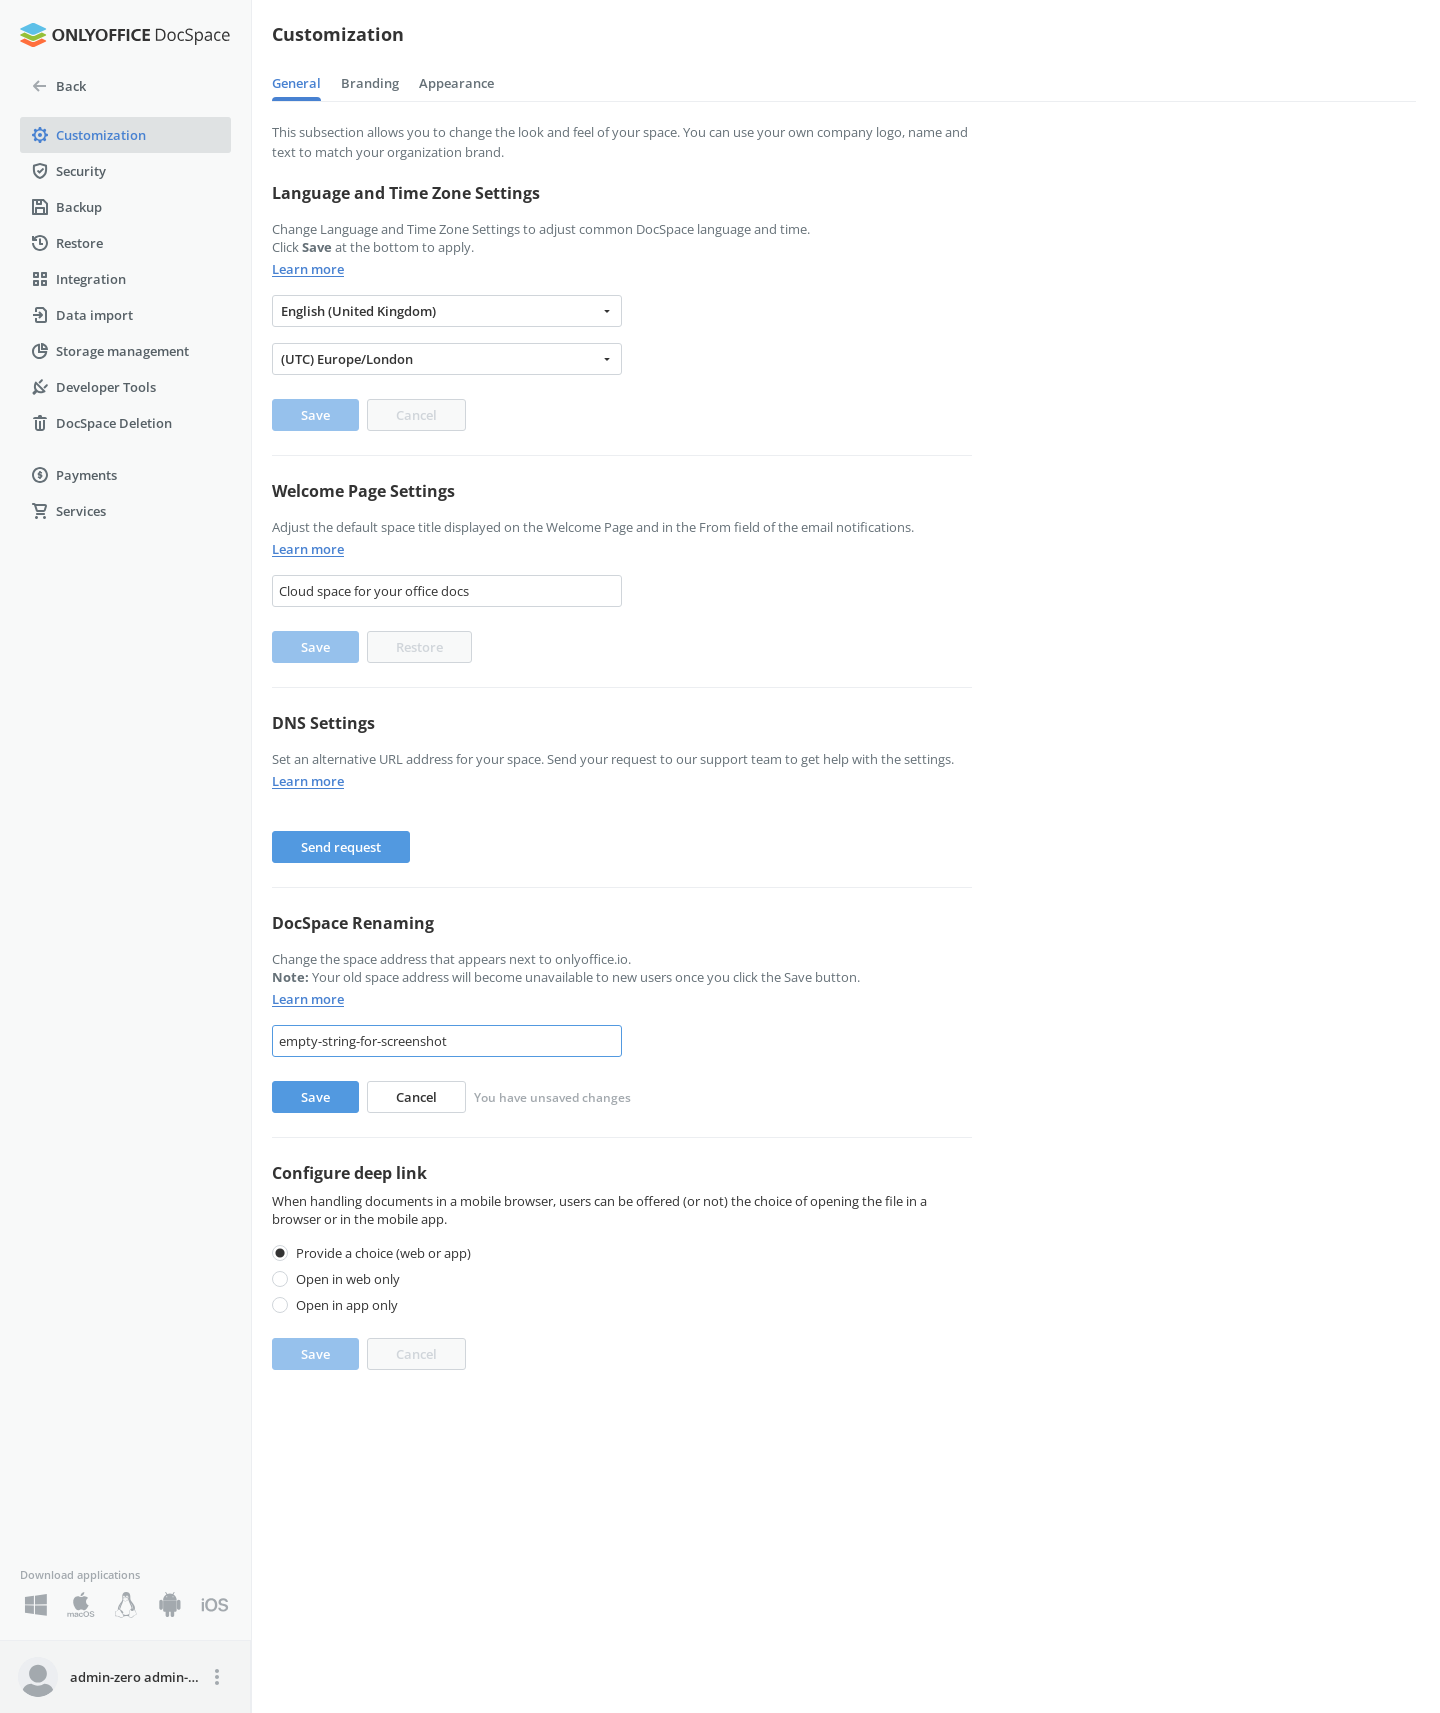 ONLYOFFICE DocSpace
Back
Customization
Security
Backup
Restore
Integration
Data import
Storage management
Developer Tools
DocSpace Deletion
Payments
Services
Download applications
macOS
iOS
admin-zero admin-...
Customization
General Branding Appearance
This subsection allows you to change the look and feel of your space. You can use your own company logo, name and
text to match your organization brand.
Language and Time Zone Settings
Change Language and Time Zone Settings to adjust common DocSpace language and time.
Click Save at the bottom to apply.
Learn more
English (United Kingdom)
(UTC) Europe/London
Save Cancel
Welcome Page Settings
Adjust the default space title displayed on the Welcome Page and in the From field of the email notifications.
Learn more
Cloud space for your office docs
Save Restore
DNS Settings
Set an alternative URL address for your space. Send your request to our support team to get help with the settings.
Learn more
Send request
DocSpace Renaming
Change the space address that appears next to onlyoffice.io.
Note: Your old space address will become unavailable to new users once you click the Save button.
Learn more
empty-string-for-screenshot
Save Cancel You have unsaved changes
Configure deep link
When handling documents in a mobile browser, users can be offered (or not) the choice of opening the file in a
browser or in the mobile app.
Provide a choice (web or app)
Open in web only
Open in app only
Save Cancel